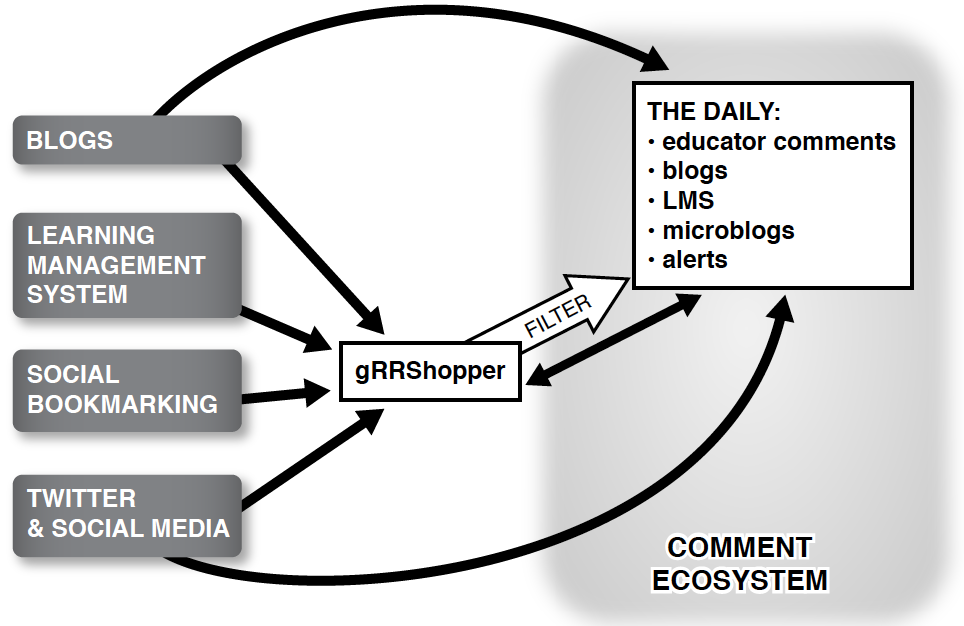 BLOGS
LEARNING
MANAGEMENT
SYSTEM
SOCIAL
BOOKMARKING
TWITTER
& SOCIAL MEDIA
gRRShopper
FILTER
THE DAILY:
· educator comments
· blogs
· LMS
· microblogs
· alerts
COMMENT
ECOSYSTEM